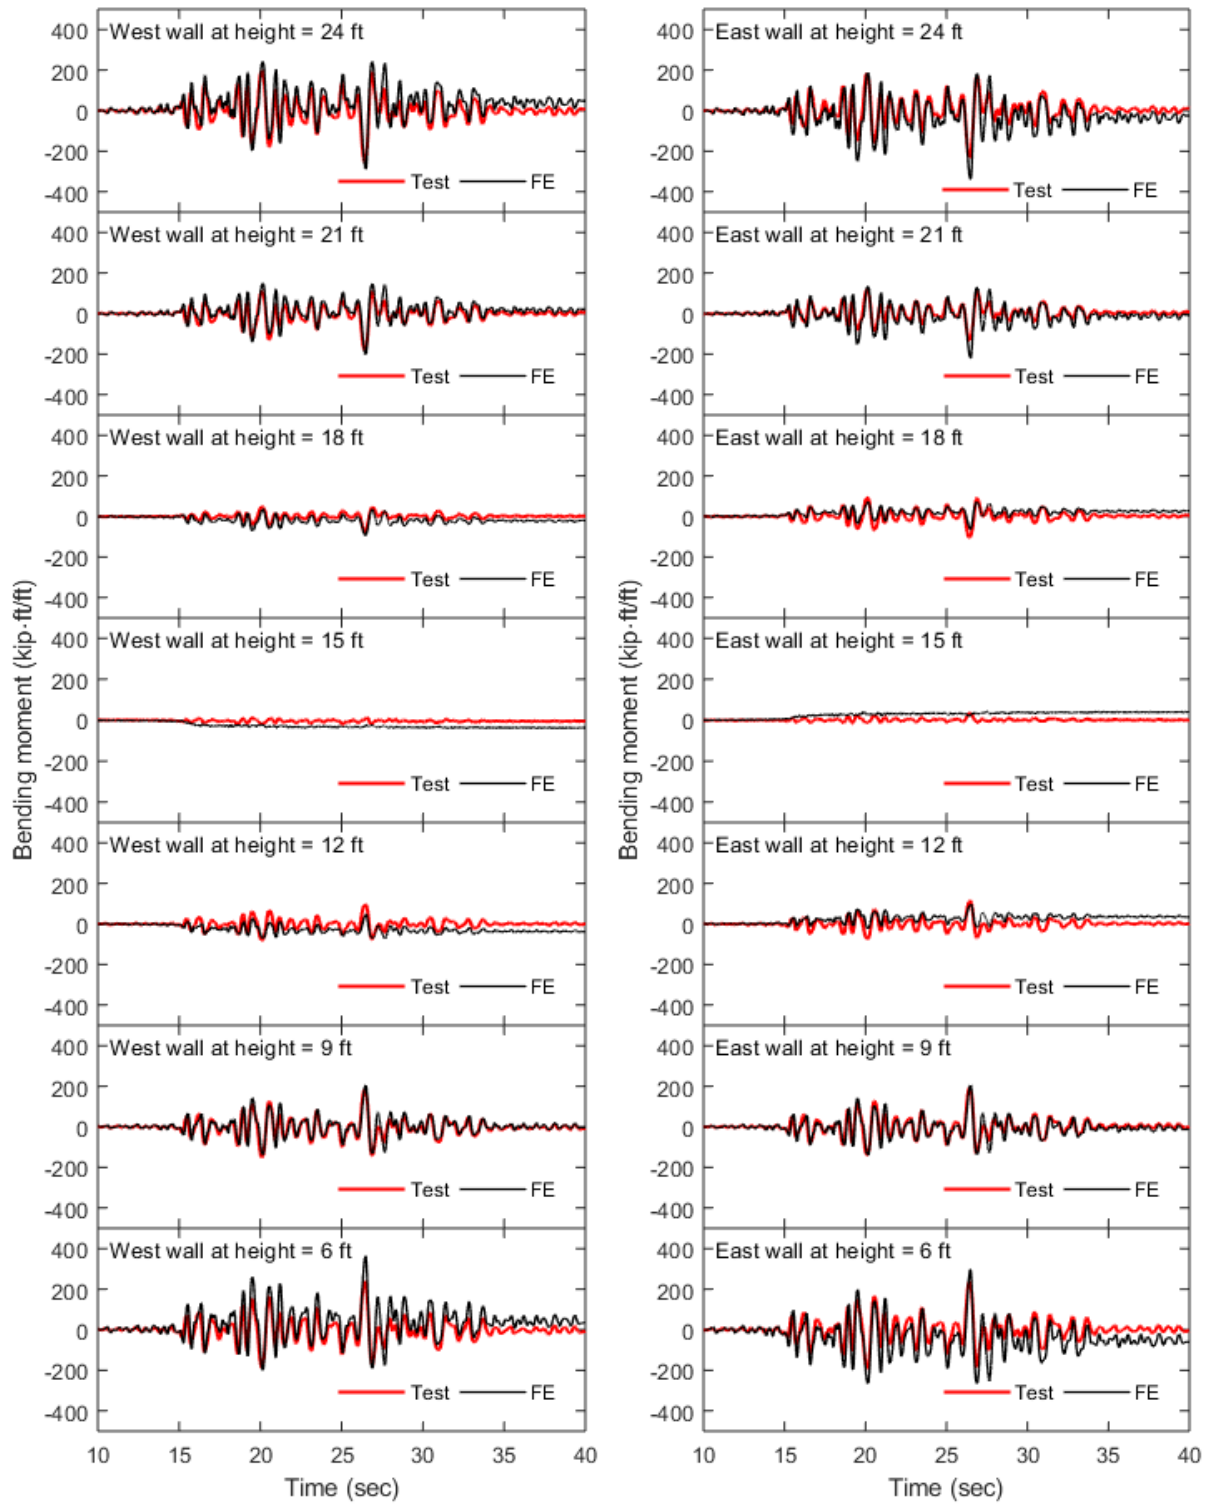 West wall at height = 24 ft
400
200
0
-200
-400
Test FE
West wall at height = 21 ft
400
200
0
-200
-400
Test FE
West wall at height = 18 ft
400
200
0
-200
-400
Test FE
West wall at height = 15 ft
400
200
0
-200
-400
Test FE
West wall at height = 12 ft
400
200
0
-200
-400
Test FE
West wall at height = 9 ft
400
200
0
-200
-400
Test FE
West wall at height = 6 ft
400
200
0
-200
-400
Test FE
10 15 20 25 30 35 40
Time (sec)
Bending moment (kip·ft/ft)
East wall at height = 24 ft
400
200
0
-200
-400
Test FE
East wall at height = 21 ft
400
200
0
-200
-400
Test FE
East wall at height = 18 ft
400
200
0
-200
-400
Test FE
East wall at height = 15 ft
400
200
0
-200
-400
Test FE
East wall at height = 12 ft
400
200
0
-200
-400
Test FE
East wall at height = 9 ft
400
200
0
-200
-400
Test FE
East wall at height = 6 ft
400
200
0
-200
-400
Test FE
10 15 20 25 30 35 40
Time (sec)
Bending moment (kip·ft/ft)